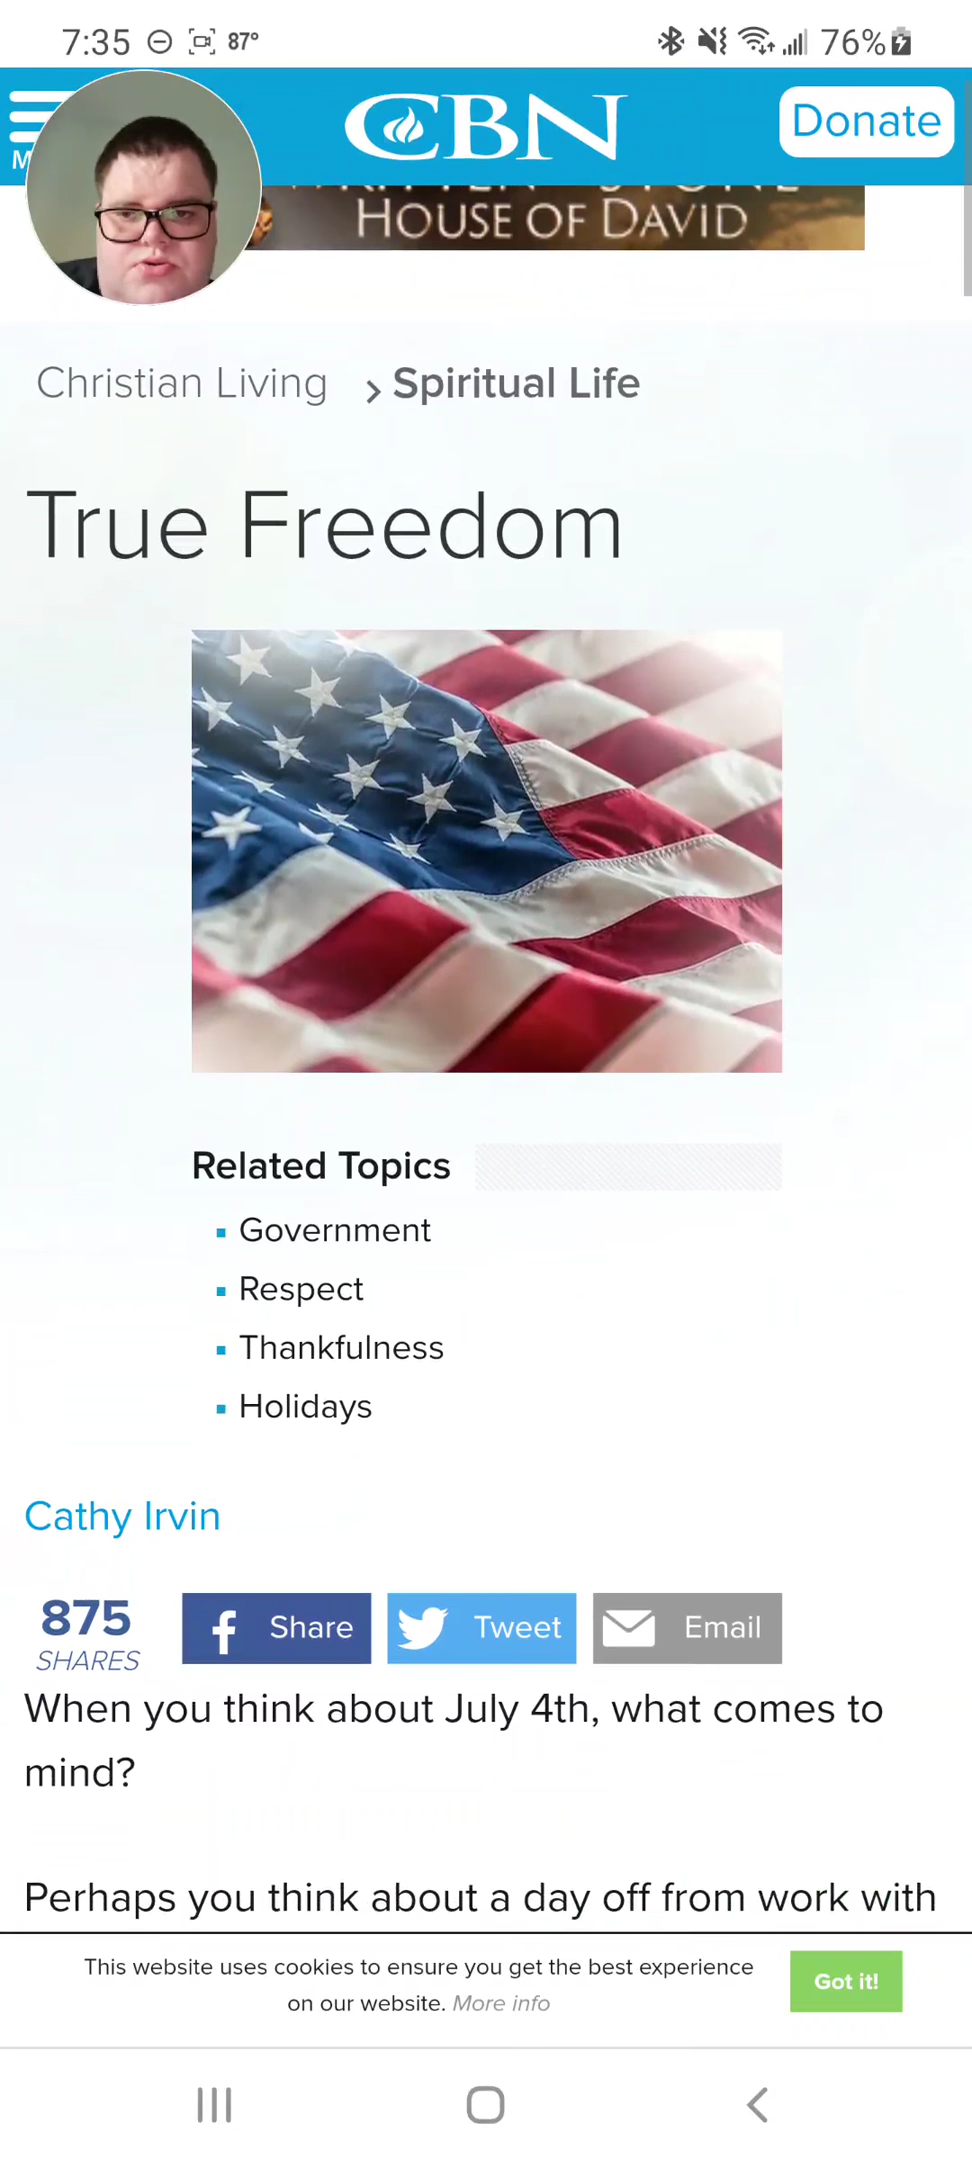 7:35 87° 76%
CBN
Donate
HOUSE OF DAVID
Christian Living > Spiritual Life
True Freedom
Related Topics
Government
Respect
Thankfulness
Holidays
Cathy Irvin
875
SHARES
Share
Tweet
Email
When you think about July 4th, what comes to
mind?
Perhaps you think about a day off from work with
This website uses cookies to ensure you get the best experience
on our website. More info
Got it!